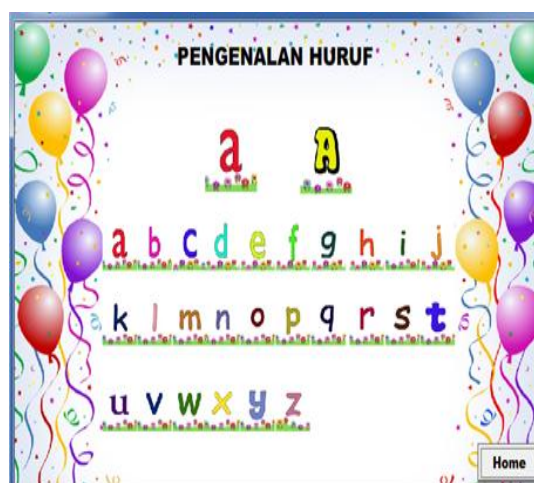 PENGENALAN HURUF
a A
a b c d e f g h i j
k l m n o p q r s t
u v w x y z
Home